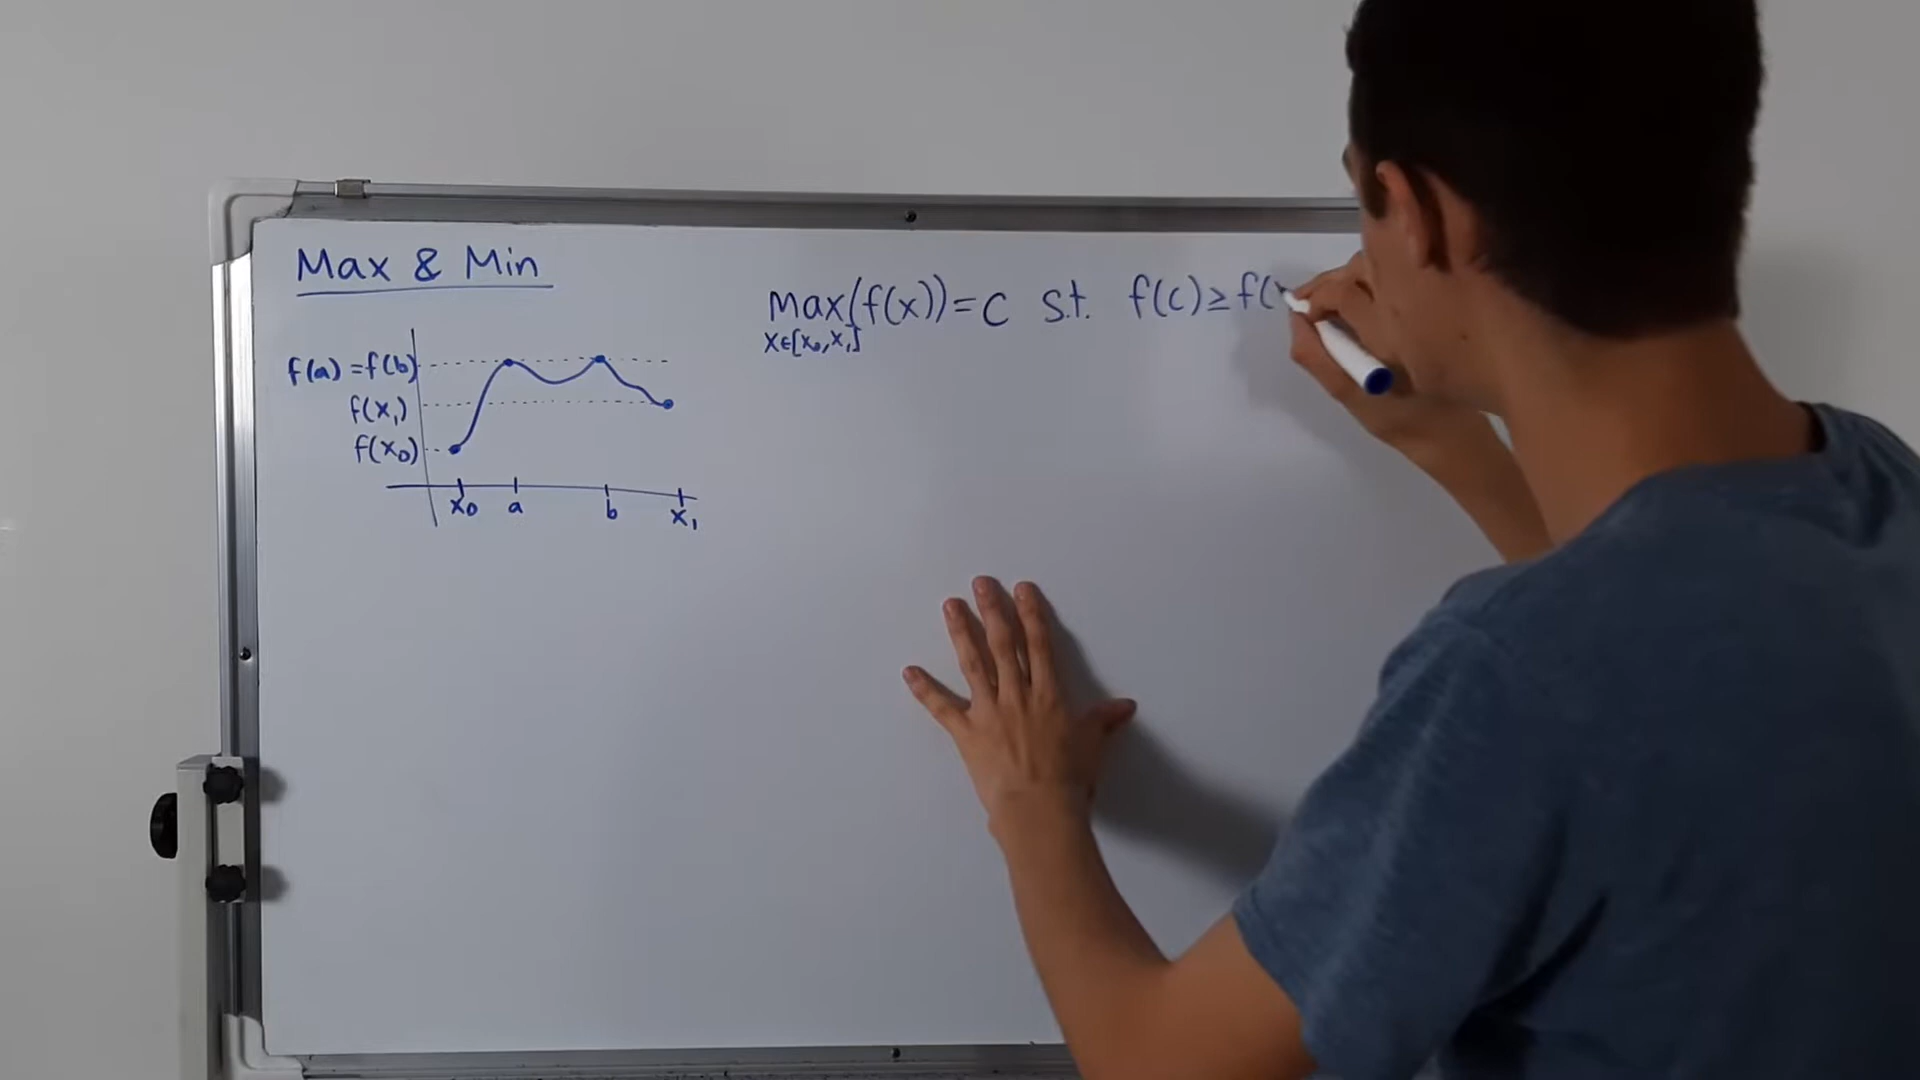 Max & Min
max(f(x)) = c s.t. f(c) ≥ f(x
x∈[x₀,x₁]
f(a) = f(b)
f(x₁)
f(x₀)
x₀ a b x₁